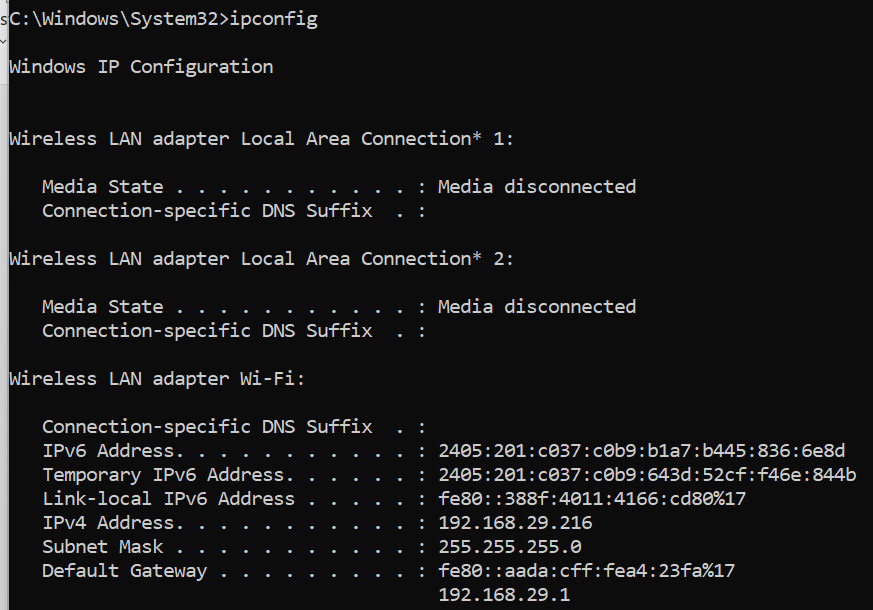 C:\Windows\System32>ipconfig
Windows IP Configuration
Wireless LAN adapter Local Area Connection* 1:
Media State . . . . . . . . . . . : Media disconnected
Connection-specific DNS Suffix  . :
Wireless LAN adapter Local Area Connection* 2:
Media State . . . . . . . . . . . : Media disconnected
Connection-specific DNS Suffix  . :
Wireless LAN adapter Wi-Fi:
Connection-specific DNS Suffix  . :
IPv6 Address. . . . . . . . . . . : 2405:201:c037:c0b9:b1a7:b445:836:6e8d
Temporary IPv6 Address. . . . . . : 2405:201:c037:c0b9:643d:52cf:f46e:844b
Link-local IPv6 Address . . . . . : fe80::388f:4011:4166:cd80%17
IPv4 Address. . . . . . . . . . . : 192.168.29.216
Subnet Mask . . . . . . . . . . . : 255.255.255.0
Default Gateway . . . . . . . . . : fe80::aada:cff:fea4:23fa%17
192.168.29.1